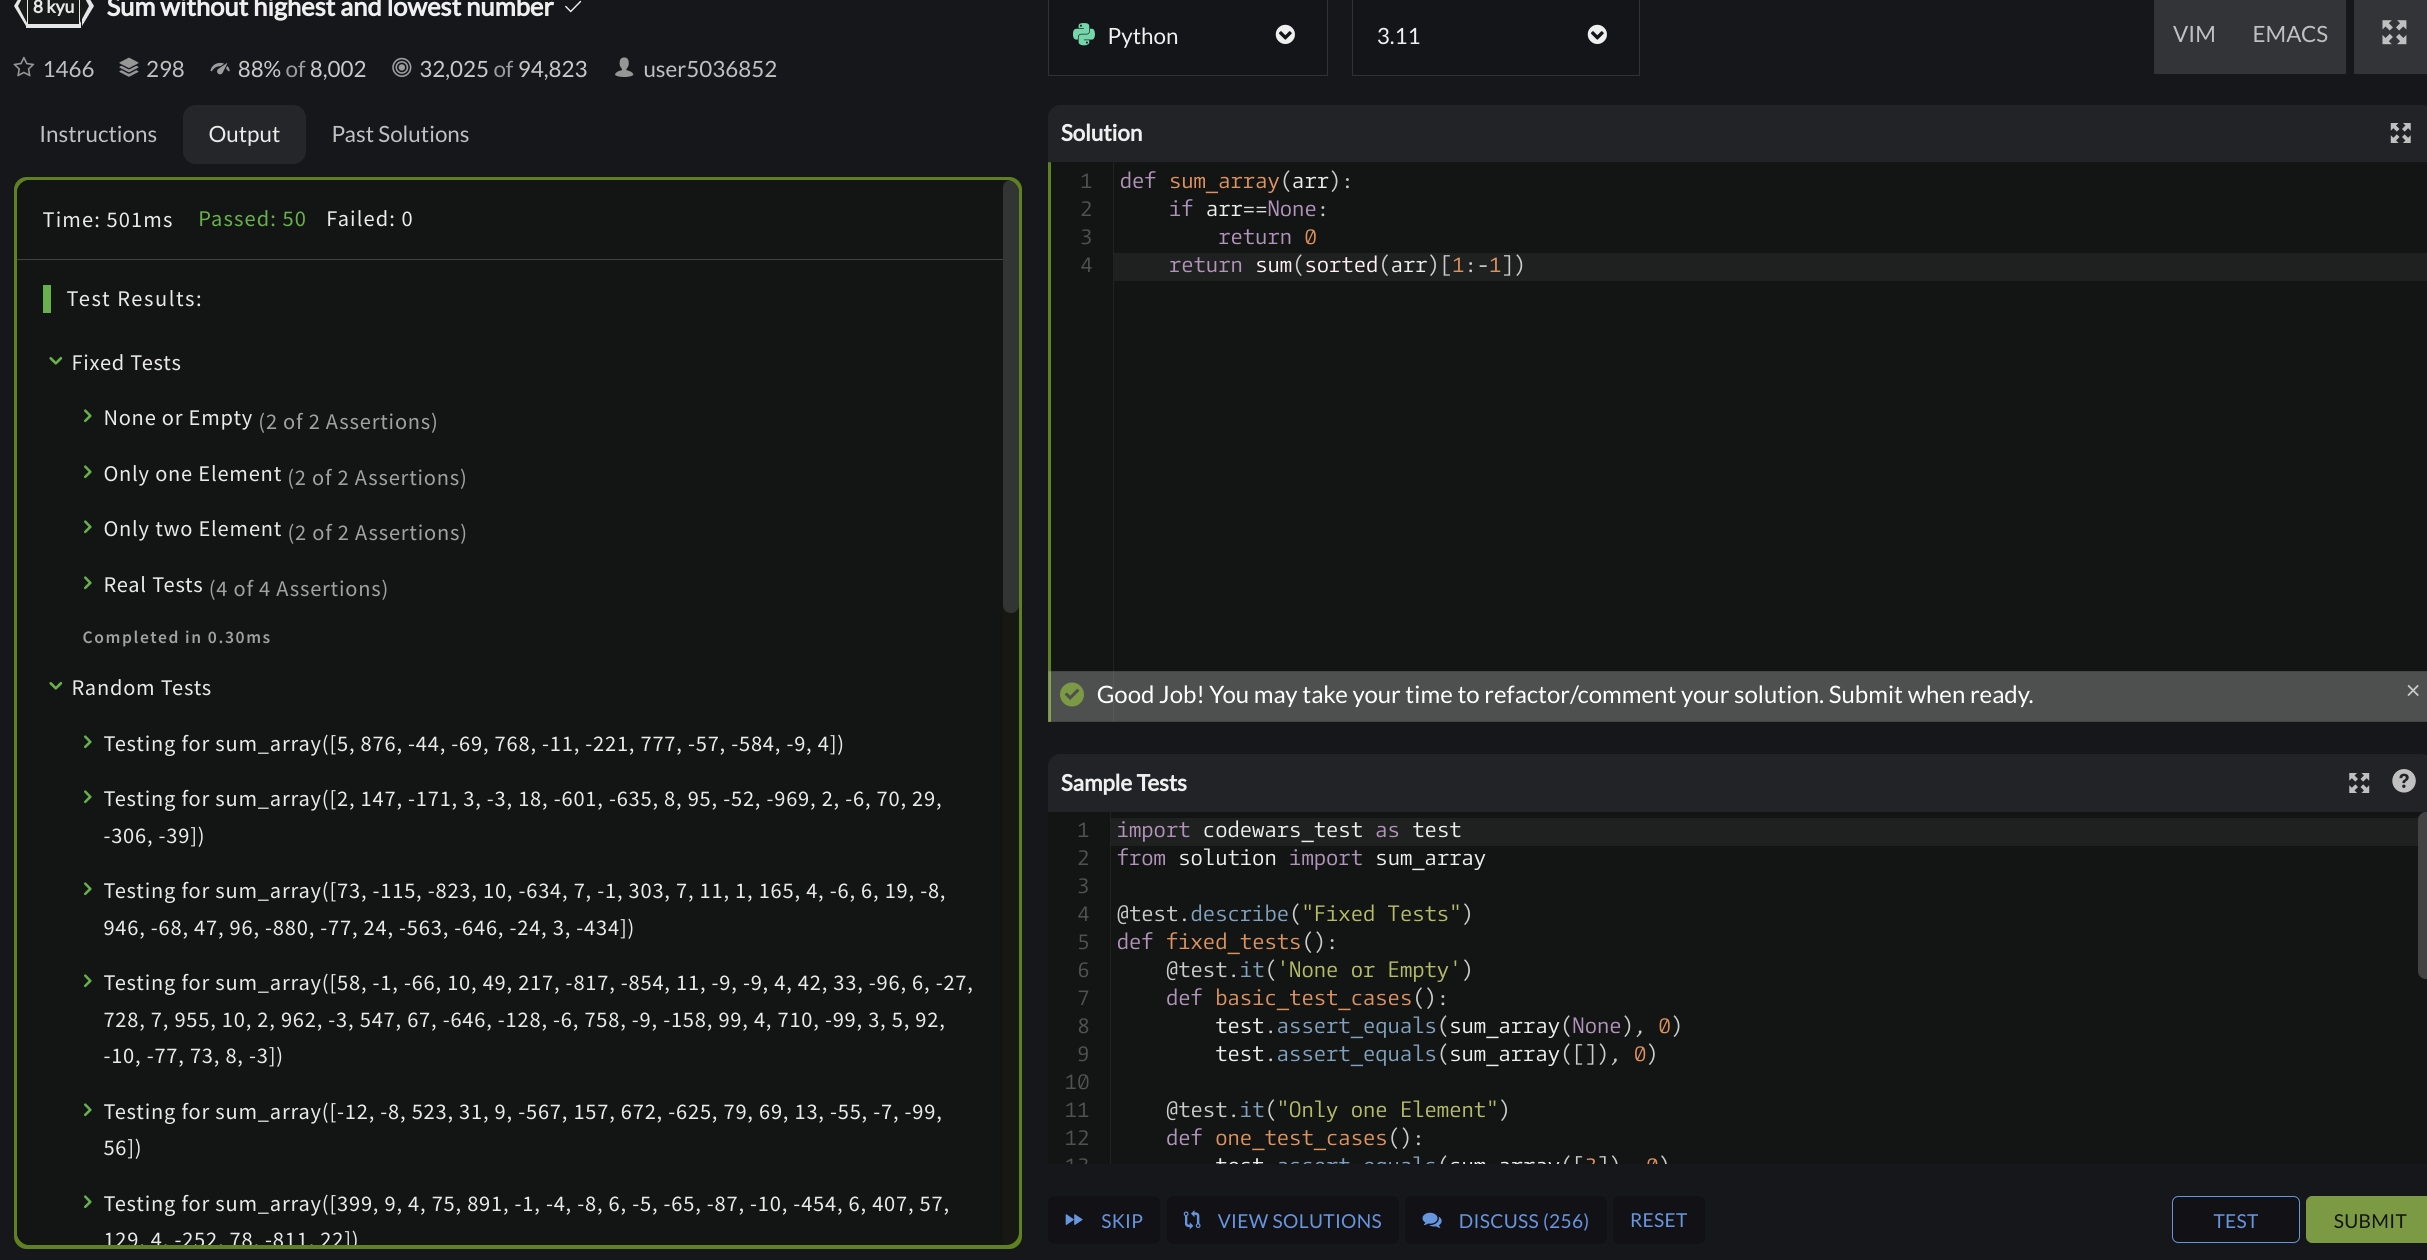 8 kyu Sum without highest and lowest number
1466 298 88% of 8,002 32,025 of 94,823 user5036852
Instructions Output Past Solutions
Time: 501ms Passed: 50 Failed: 0
Test Results:
Fixed Tests
None or Empty (2 of 2 Assertions)
Only one Element (2 of 2 Assertions)
Only two Element (2 of 2 Assertions)
Real Tests (4 of 4 Assertions)
Completed in 0.30ms
Random Tests
Testing for sum_array([5, 876, -44, -69, 768, -11, -221, 777, -57, -584, -9, 4])
Testing for sum_array([2, 147, -171, 3, -3, 18, -601, -635, 8, 95, -52, -969, 2, -6, 70, 29,
-306, -39])
Testing for sum_array([73, -115, -823, 10, -634, 7, -1, 303, 7, 11, 1, 165, 4, -6, 6, 19, -8,
946, -68, 47, 96, -880, -77, 24, -563, -646, -24, 3, -434])
Testing for sum_array([58, -1, -66, 10, 49, 217, -817, -854, 11, -9, -9, 4, 42, 33, -96, 6, -27,
728, 7, 955, 10, 2, 962, -3, 547, 67, -646, -128, -6, 758, -9, -158, 99, 4, 710, -99, 3, 5, 92,
-10, -77, 73, 8, -3])
Testing for sum_array([-12, -8, 523, 31, 9, -567, 157, 672, -625, 79, 69, 13, -55, -7, -99,
56])
Testing for sum_array([399, 9, 4, 75, 891, -1, -4, -8, 6, -5, -65, -87, -10, -454, 6, 407, 57,
129, 4, -252, 78, -811, 22])
Python 3.11 VIM EMACS
Solution
1 def sum_array(arr):
2 if arr==None:
3 return 0
4 return sum(sorted(arr)[1:-1])
Good Job! You may take your time to refactor/comment your solution. Submit when ready.
Sample Tests
1 import codewars_test as test
2 from solution import sum_array
3
4 @test.describe("Fixed Tests")
5 def fixed_tests():
6 @test.it('None or Empty')
7 def basic_test_cases():
8 test.assert_equals(sum_array(None), 0)
9 test.assert_equals(sum_array([]), 0)
10
11 @test.it("Only one Element")
12 def one_test_cases():
13 test.assert_equals(sum_array([3]), 0)
SKIP VIEW SOLUTIONS DISCUSS (256) RESET TEST SUBMIT